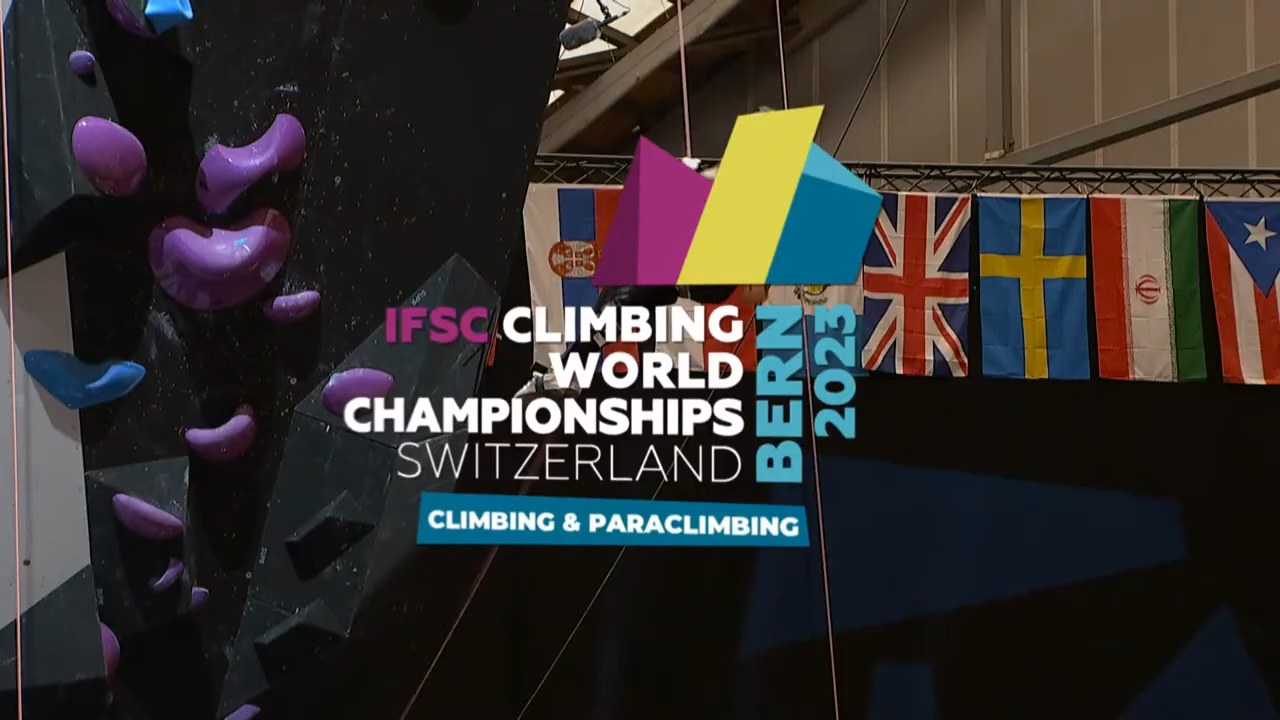 IFSC CLIMBING
WORLD
CHAMPIONSHIPS
SWITZERLAND
BERN
2023
CLIMBING & PARACLIMBING